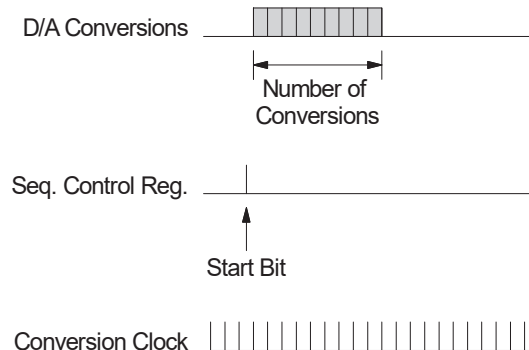 D/A Conversions
Number of
Conversions
Seq. Control Reg.
Start Bit
Conversion Clock